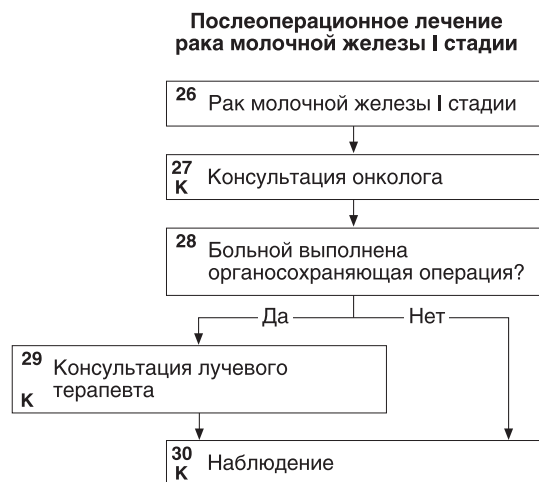 Послеоперационное лечение
рака молочной железы I стадии
26 Рак молочной железы I стадии
27
К Консультация онколога
28 Больной выполнена
органосохраняющая операция?
Да Нет
29 Консультация лучевого
К терапевта
30
К Наблюдение